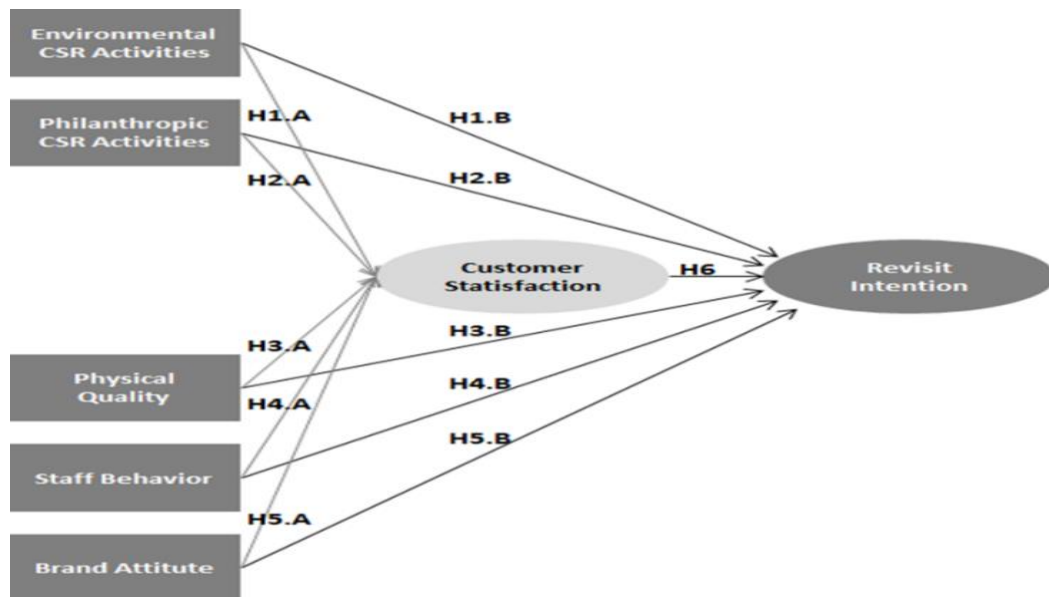 Environmental
CSR Activities
Philanthropic
CSR Activities
H1.A
H1.B
H2.A
H2.B
Customer
Statisfaction
H6
Revisit
Intention
H3.A
H3.B
Physical
Quality
H4.A
H4.B
H5.B
Staff Behavior
H5.A
Brand Attitute